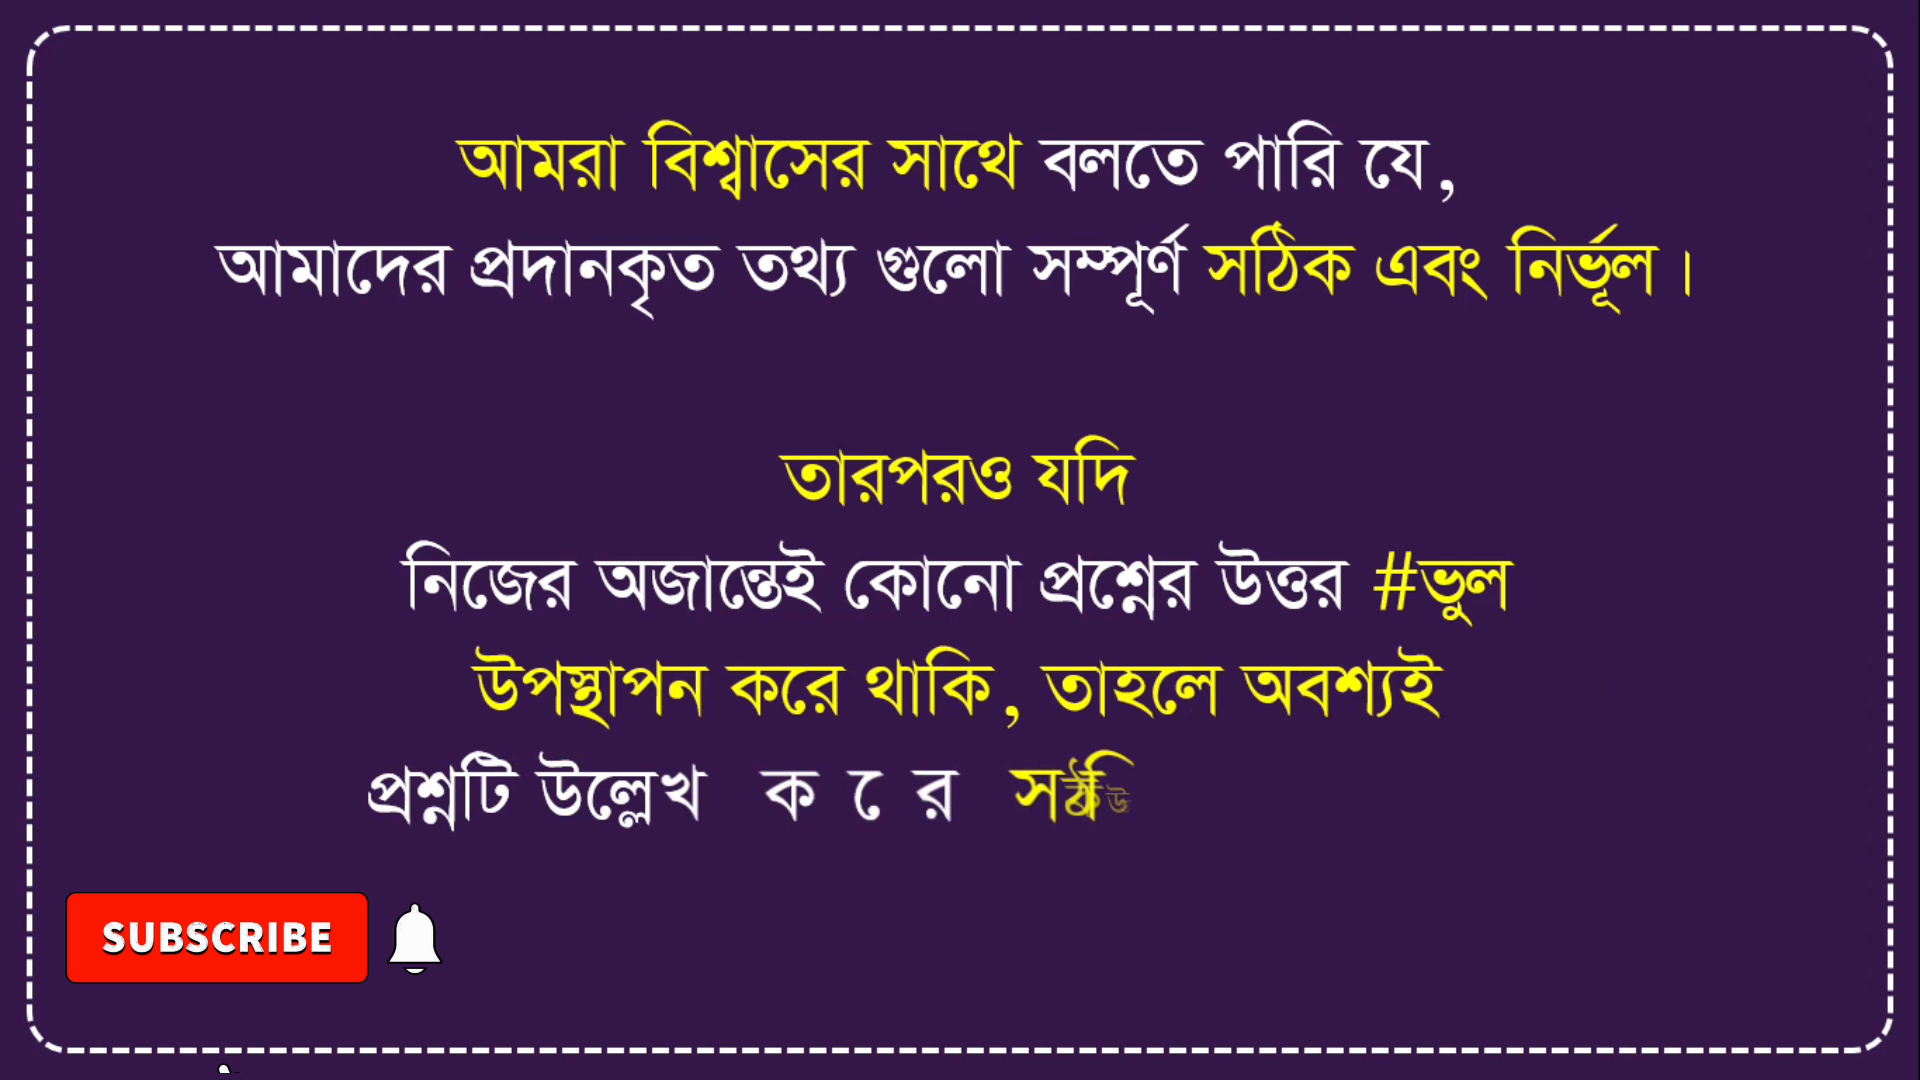 আমরা বিশ্বাসের সাথে বলতে পারি যে,
আমাদের প্রদানকৃত তথ্য গুলো সম্পূর্ণ সঠিক এবং নির্ভূল।
তারপরও যদি
নিজের অজান্তেই কোনো প্রশ্নের উত্তর #ভুল
উপস্থাপন করে থাকি, তাহলে অবশ্যই
প্রশ্নটি উল্লেখ করে
SUBSCRIBE